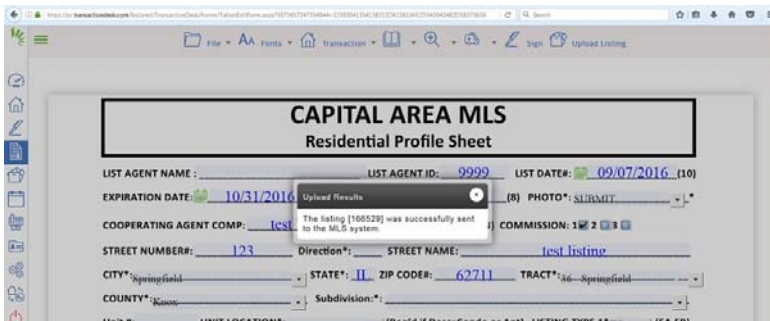 Search
File AA Fonts Transaction Sign Upload Listing
CAPITAL AREA MLS
Residential Profile Sheet
LIST AGENT NAME : LIST AGENT ID: 9999 LIST DATE#: 09/07/2016 (10)
EXPIRATION DATE: 10/31/2016 (8) PHOTO*: SUBMIT *
Upload Results
The listing [166529] was successfully sent
to the MLS system.
COOPERATING AGENT COMP: test ) COMMISSION: 1 2 3
STREET NUMBER#: 123 Direction*: STREET NAME: test listing
CITY*: Springfield STATE*: IL ZIP CODE#: 62711 TRACT*: 36 - Springfield
COUNTY*: Knox Subdivision:*: